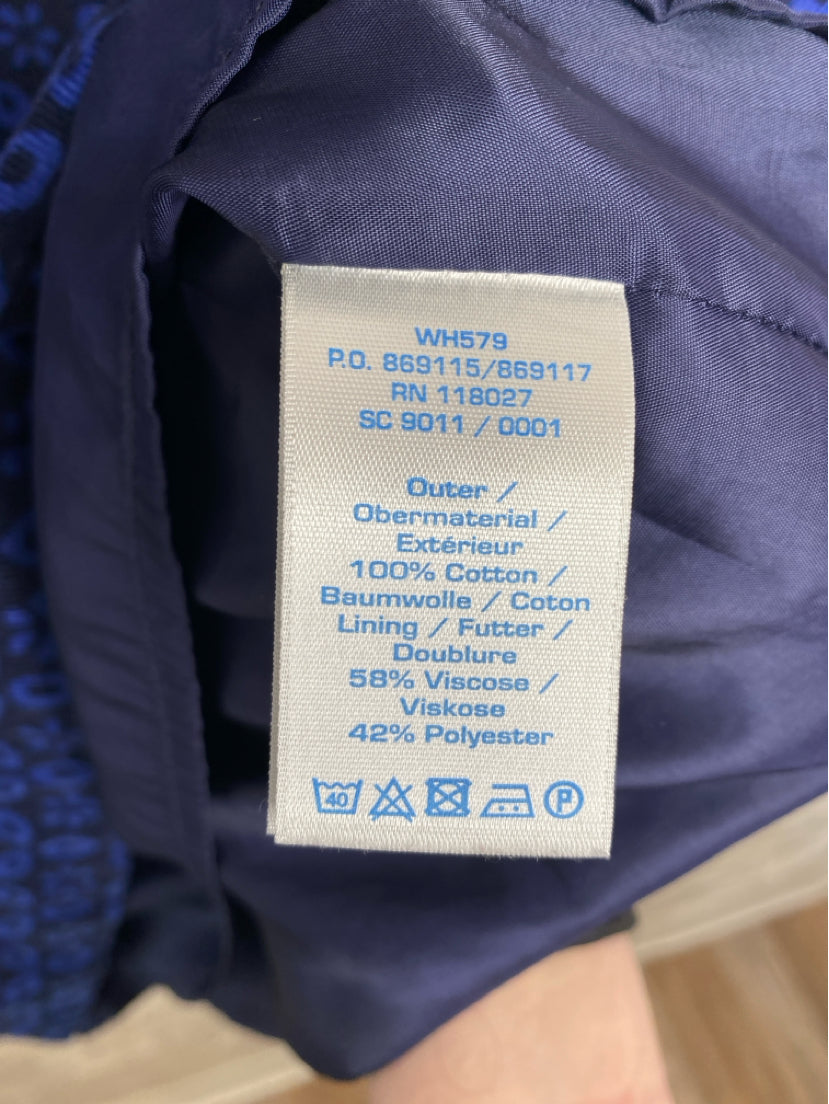 WH579
P.O. 869115/869117
RN 118027
SC 9011 / 0001
Outer /
Obermaterial /
Extérieur
100% Cotton /
Baumwolle / Coton
Lining / Futter /
Doublure
58% Viscose /
Viskose
42% Polyester
40 P